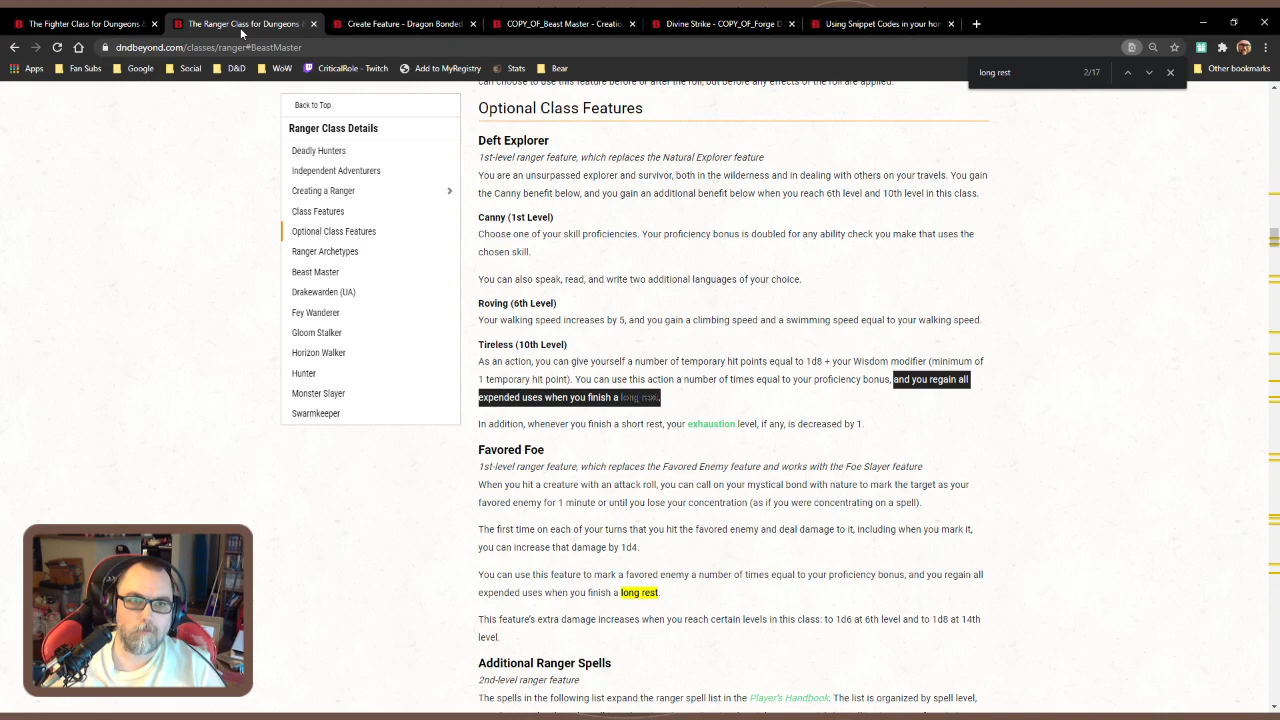 The Fighter Class for Dungeons &
The Ranger Class for Dungeons &
Create Feature - Dragon Bonded
COPY_OF_Beast Master - Creatio
Divine Strike - COPY_OF_Forge D
Using Snippet Codes in your ho
dndbeyond.com/classes/ranger#BeastMaster
Apps
Fan Subs
Google
Social
D&D
WoW
CriticalRole - Twitch
Add to MyRegistry
Stats
Bear
Other bookmarks
long rest
2/17
can choose to use this feature before or after the roll, but before any effects of the roll are applied.
Back to Top
Ranger Class Details
Deadly Hunters
Independent Adventurers
Creating a Ranger
Class Features
Optional Class Features
Ranger Archetypes
Beast Master
Drakewarden (UA)
Fey Wanderer
Gloom Stalker
Horizon Walker
Hunter
Monster Slayer
Swarmkeeper
Optional Class Features
Deft Explorer
1st-level ranger feature, which replaces the Natural Explorer feature
You are an unsurpassed explorer and survivor, both in the wilderness and in dealing with others on your travels. You gain
the Canny benefit below, and you gain an additional benefit below when you reach 6th level and 10th level in this class.
Canny (1st Level)
Choose one of your skill proficiencies. Your proficiency bonus is doubled for any ability check you make that uses the
chosen skill.
You can also speak, read, and write two additional languages of your choice.
Roving (6th Level)
Your walking speed increases by 5, and you gain a climbing speed and a swimming speed equal to your walking speed.
Tireless (10th Level)
As an action, you can give yourself a number of temporary hit points equal to 1d8 + your Wisdom modifier (minimum of
1 temporary hit point). You can use this action a number of times equal to your proficiency bonus, and you regain all
expended uses when you finish a long rest.
In addition, whenever you finish a short rest, your exhaustion level, if any, is decreased by 1.
Favored Foe
1st-level ranger feature, which replaces the Favored Enemy feature and works with the Foe Slayer feature
When you hit a creature with an attack roll, you can call on your mystical bond with nature to mark the target as your
favored enemy for 1 minute or until you lose your concentration (as if you were concentrating on a spell).
The first time on each of your turns that you hit the favored enemy and deal damage to it, including when you mark it,
you can increase that damage by 1d4.
You can use this feature to mark a favored enemy a number of times equal to your proficiency bonus, and you regain all
expended uses when you finish a long rest.
This feature's extra damage increases when you reach certain levels in this class: to 1d6 at 6th level and to 1d8 at 14th
level.
Additional Ranger Spells
2nd-level ranger feature
The spells in the following list expand the ranger spell list in the Player's Handbook. The list is organized by spell level,